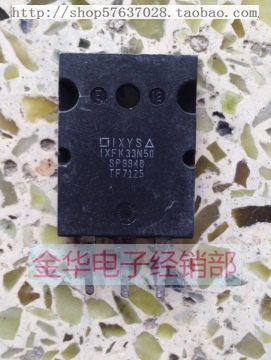 http://shop57637028.taobao.com
IXYS
IXFK33N50
SP9948
TF7125
金华电子经销部